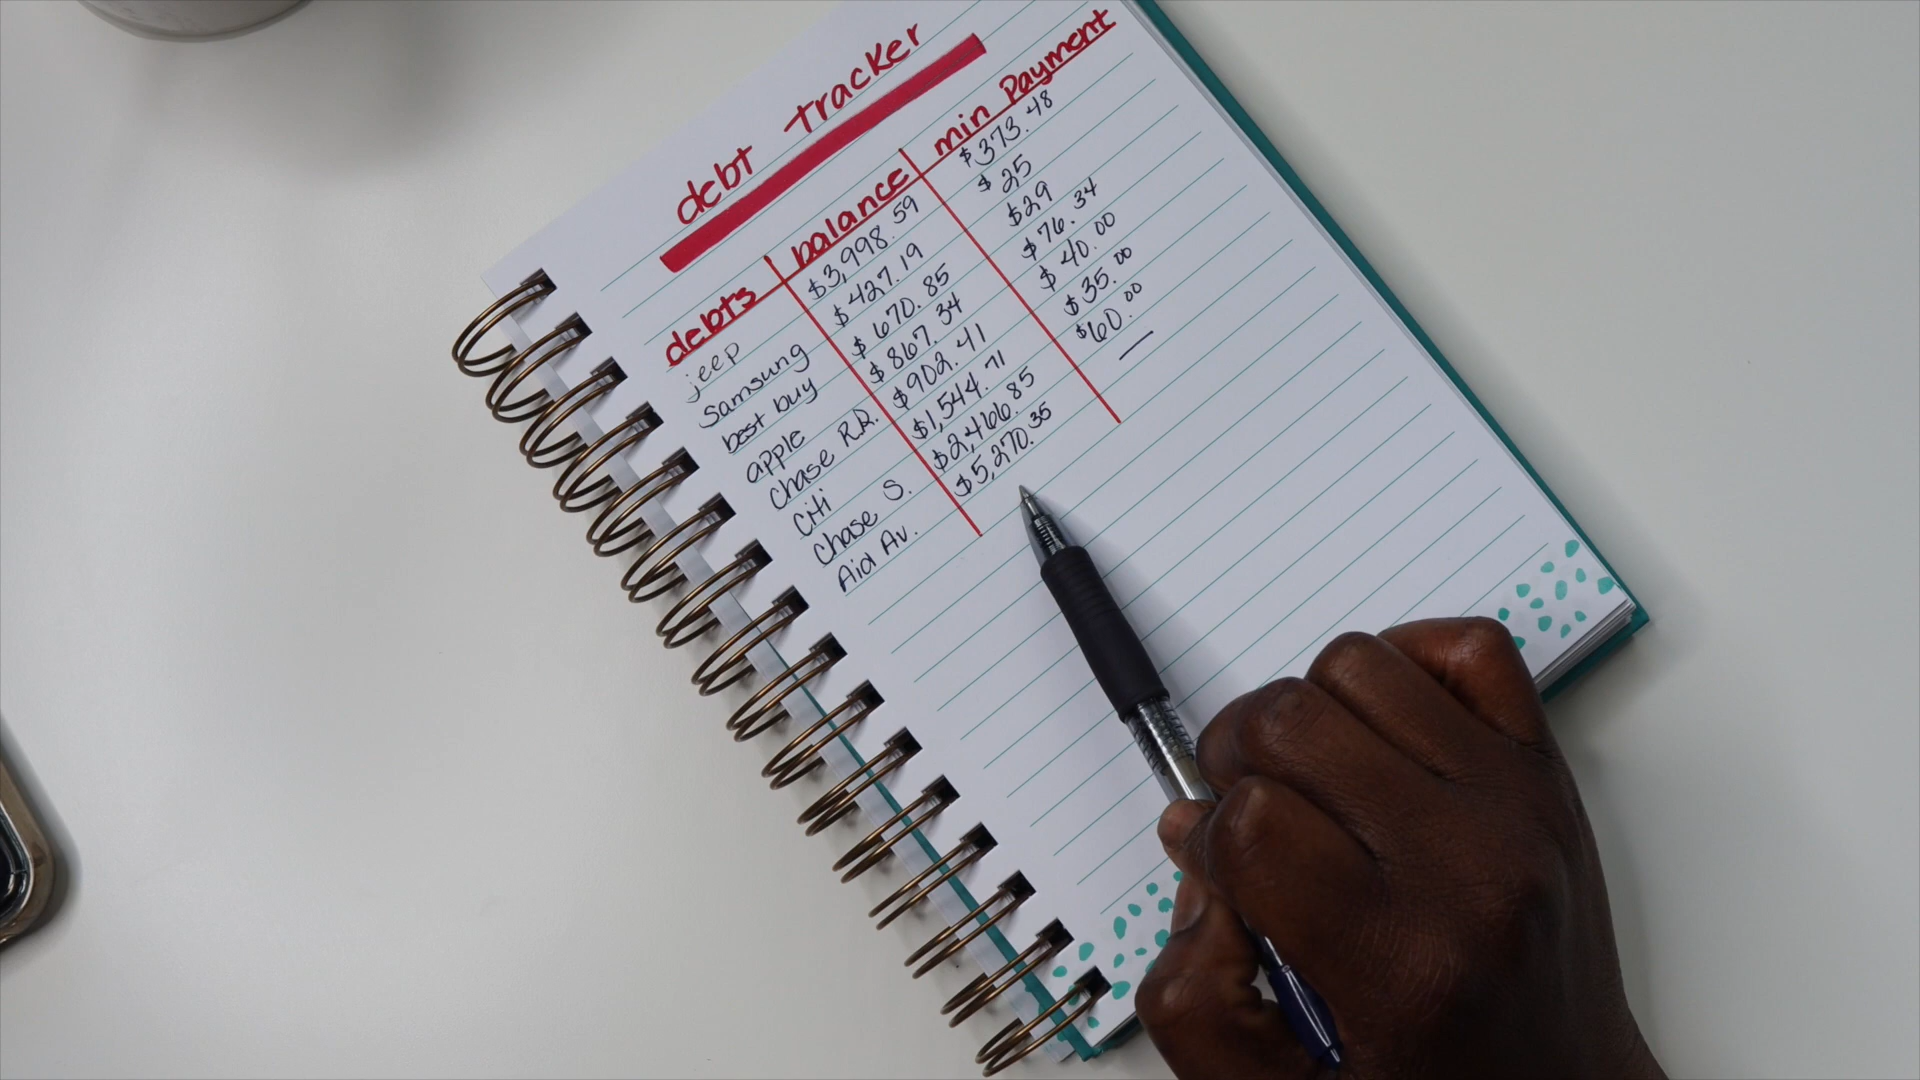 debt tracker
debts balance min Payment
jeep $3,998.59 $373.48
Samsung $427.19 $25
best buy $670.85 $29
apple $867.34 $76.34
Chase R.R. $902.41 $40.00
Citi $1,544.71 $35.00
Chase S. $2,466.85 $60.00
Aid Av. $5,270.35 —